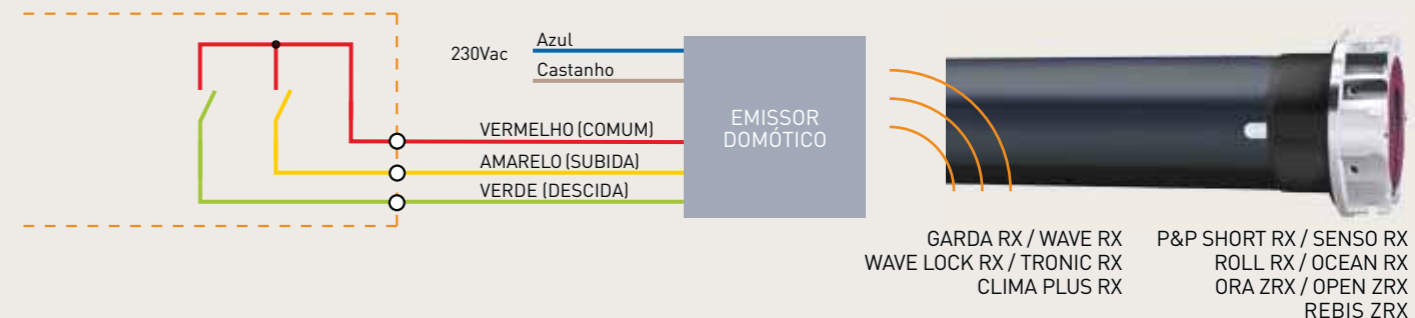 230Vac
Azul
Castanho
VERMELHO (COMUM)
AMARELO (SUBIDA)
VERDE (DESCIDA)
EMISSOR
DOMÓTICO
GARDA RX / WAVE RX
WAVE LOCK RX / TRONIC RX
CLIMA PLUS RX
P&P SHORT RX / SENSO RX
ROLL RX / OCEAN RX
ORA ZRX / OPEN ZRX
REBIS ZRX